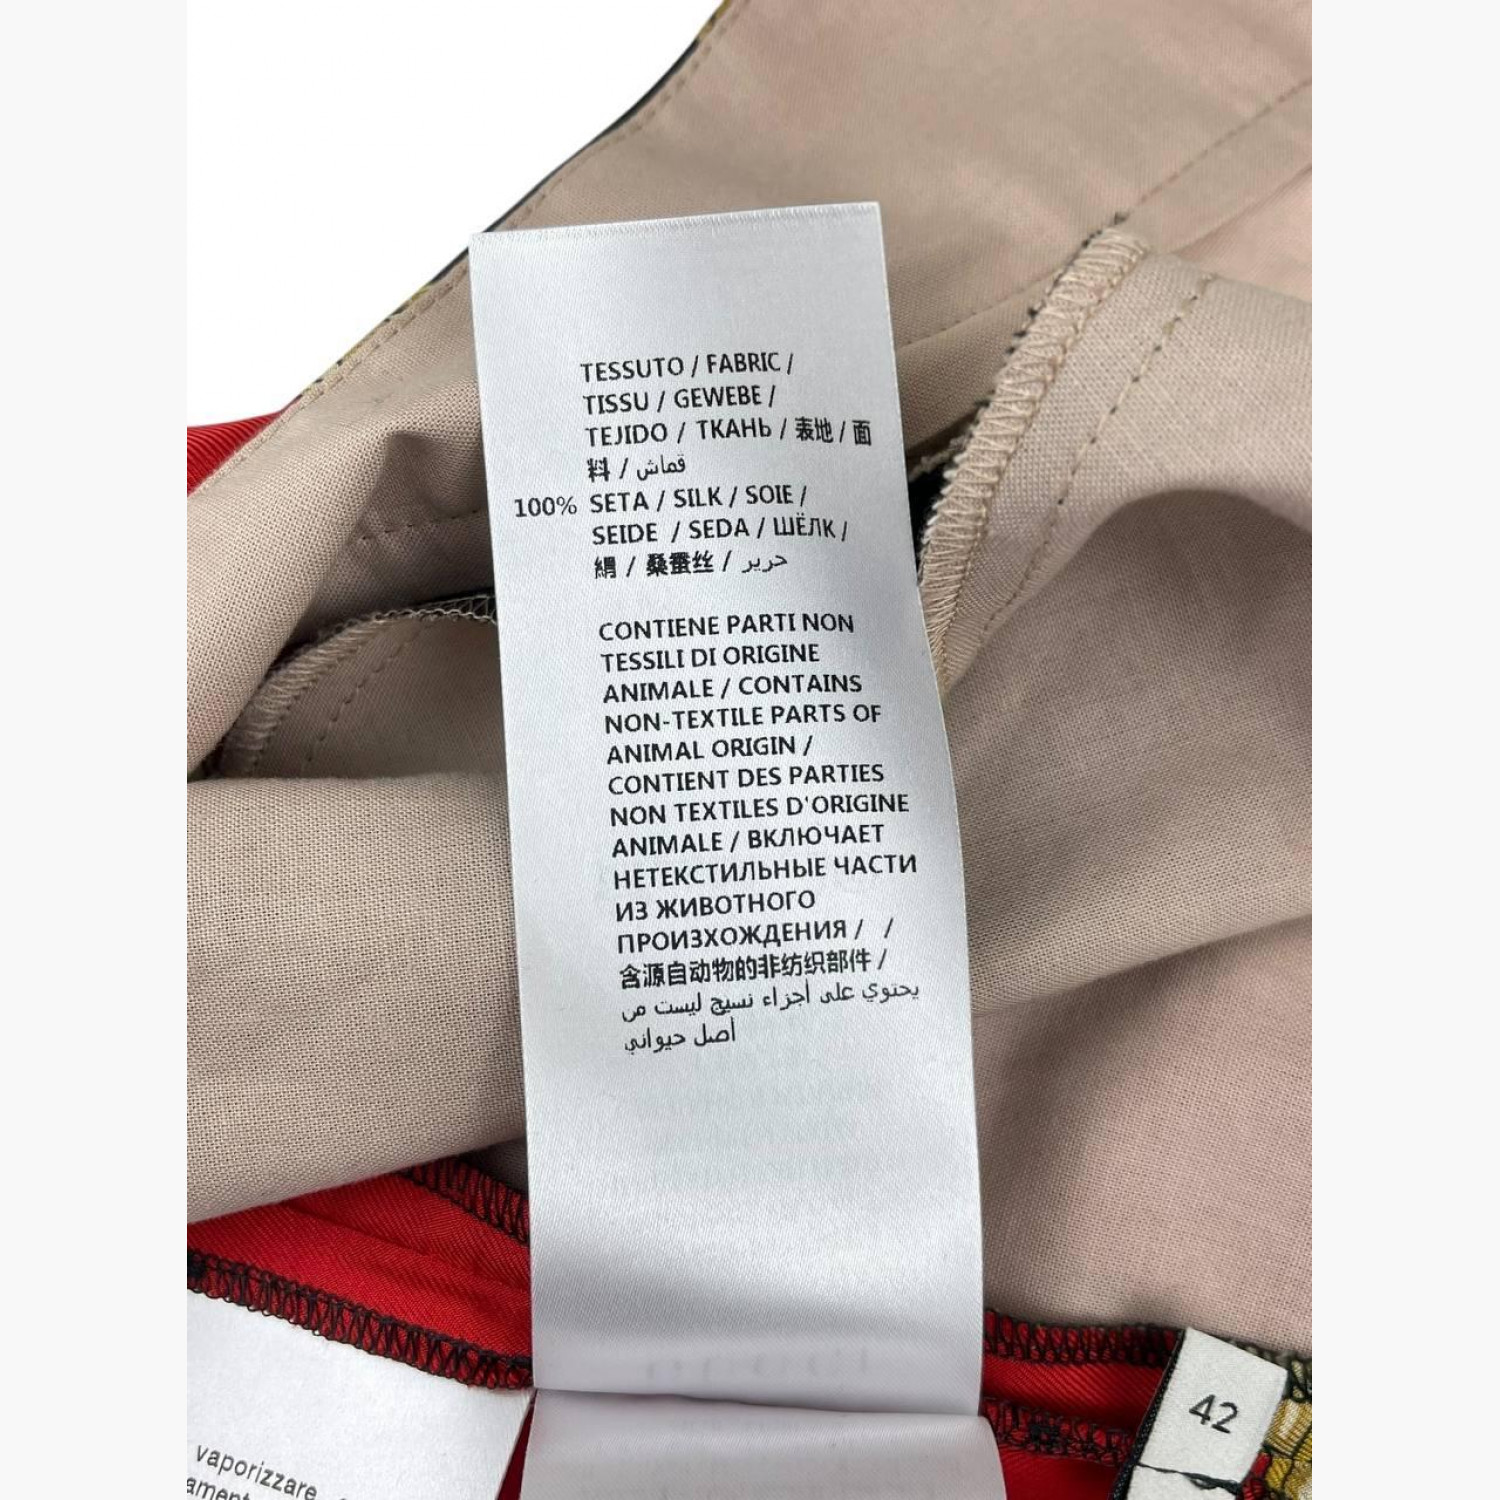 TESSUTO / FABRIC /
TISSU / GEWEBE /
TEJIDO / ТКАНЬ / 表地 / 面
料 / قماش
100% SETA / SILK / SOIE /
SEIDE / SEDA / ШЁЛК /
絹 / 桑蚕丝 / حرير
CONTIENE PARTI NON
TESSILI DI ORIGINE
ANIMALE / CONTAINS
NON-TEXTILE PARTS OF
ANIMAL ORIGIN /
CONTIENT DES PARTIES
NON TEXTILES D'ORIGINE
ANIMALE / ВКЛЮЧАЕТ
НЕТЕКСТИЛЬНЫЕ ЧАСТИ
ИЗ ЖИВОТНОГО
ПРОИЗХОЖДЕНИЯ / /
含源自动物的非纺织部件 /
يحتوي على أجزاء نسيج ليست من
أصل حيواني
vaporizzare
42